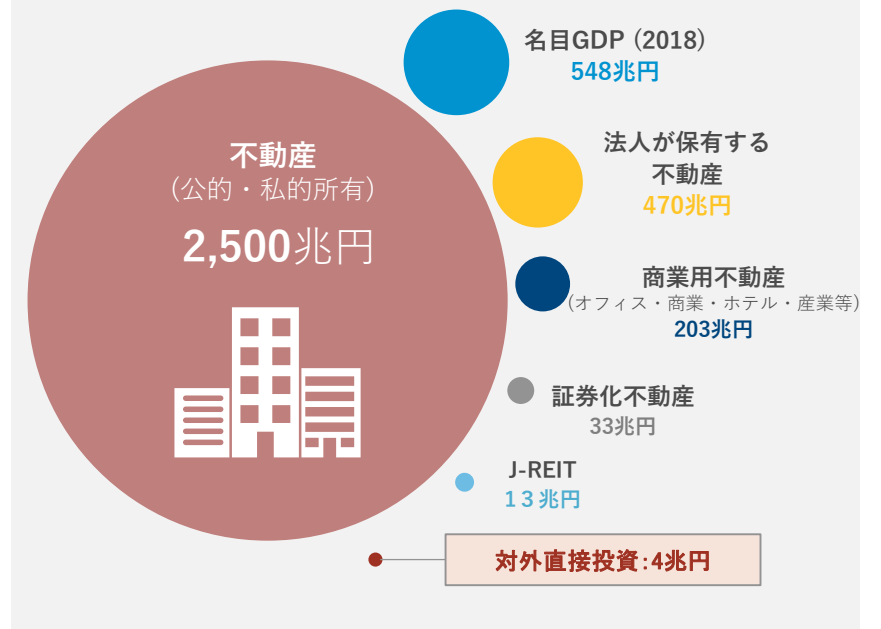 名目GDP (2018)
548兆円
不動産
(公的・私的所有)
2,500兆円
法人が保有する
不動産
470兆円
商業用不動産
(オフィス・商業・ホテル・産業等)
203兆円
証券化不動産
33兆円
J-REIT
１３兆円
対外直接投資:4兆円